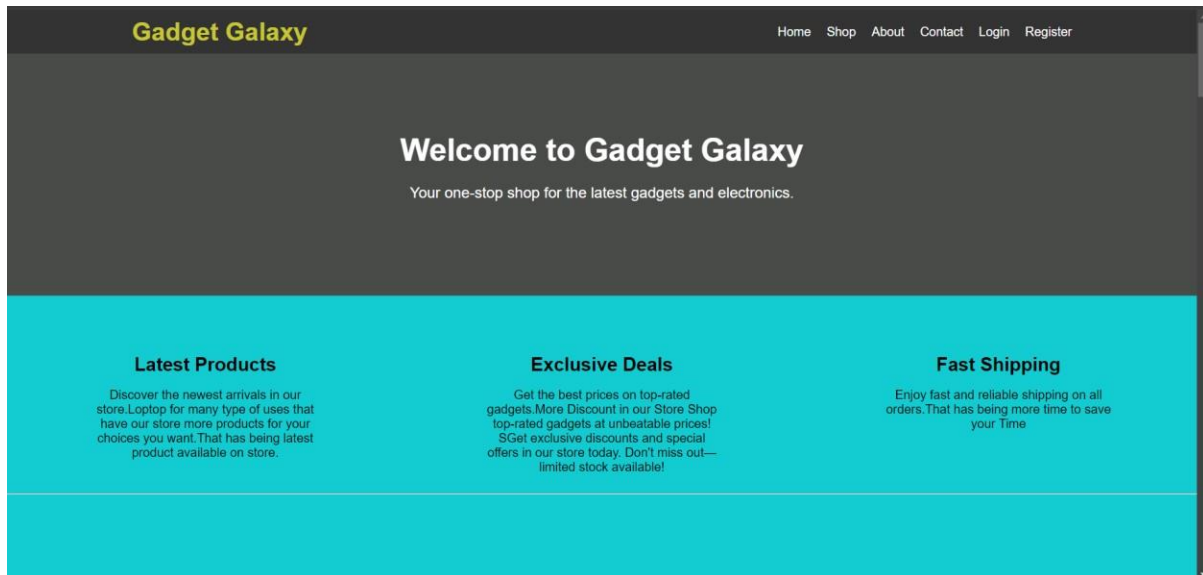 Gadget Galaxy
Home Shop About Contact Login Register
Welcome to Gadget Galaxy
Your one-stop shop for the latest gadgets and electronics.
Latest Products
Discover the newest arrivals in our
store.Loptop for many type of uses that
have our store more products for your
choices you want.That has being latest
product available on store.
Exclusive Deals
Get the best prices on top-rated
gadgets.More Discount in our Store Shop
top-rated gadgets at unbeatable prices!
SGet exclusive discounts and special
offers in our store today. Don't miss out—
limited stock available!
Fast Shipping
Enjoy fast and reliable shipping on all
orders.That has being more time to save
your Time